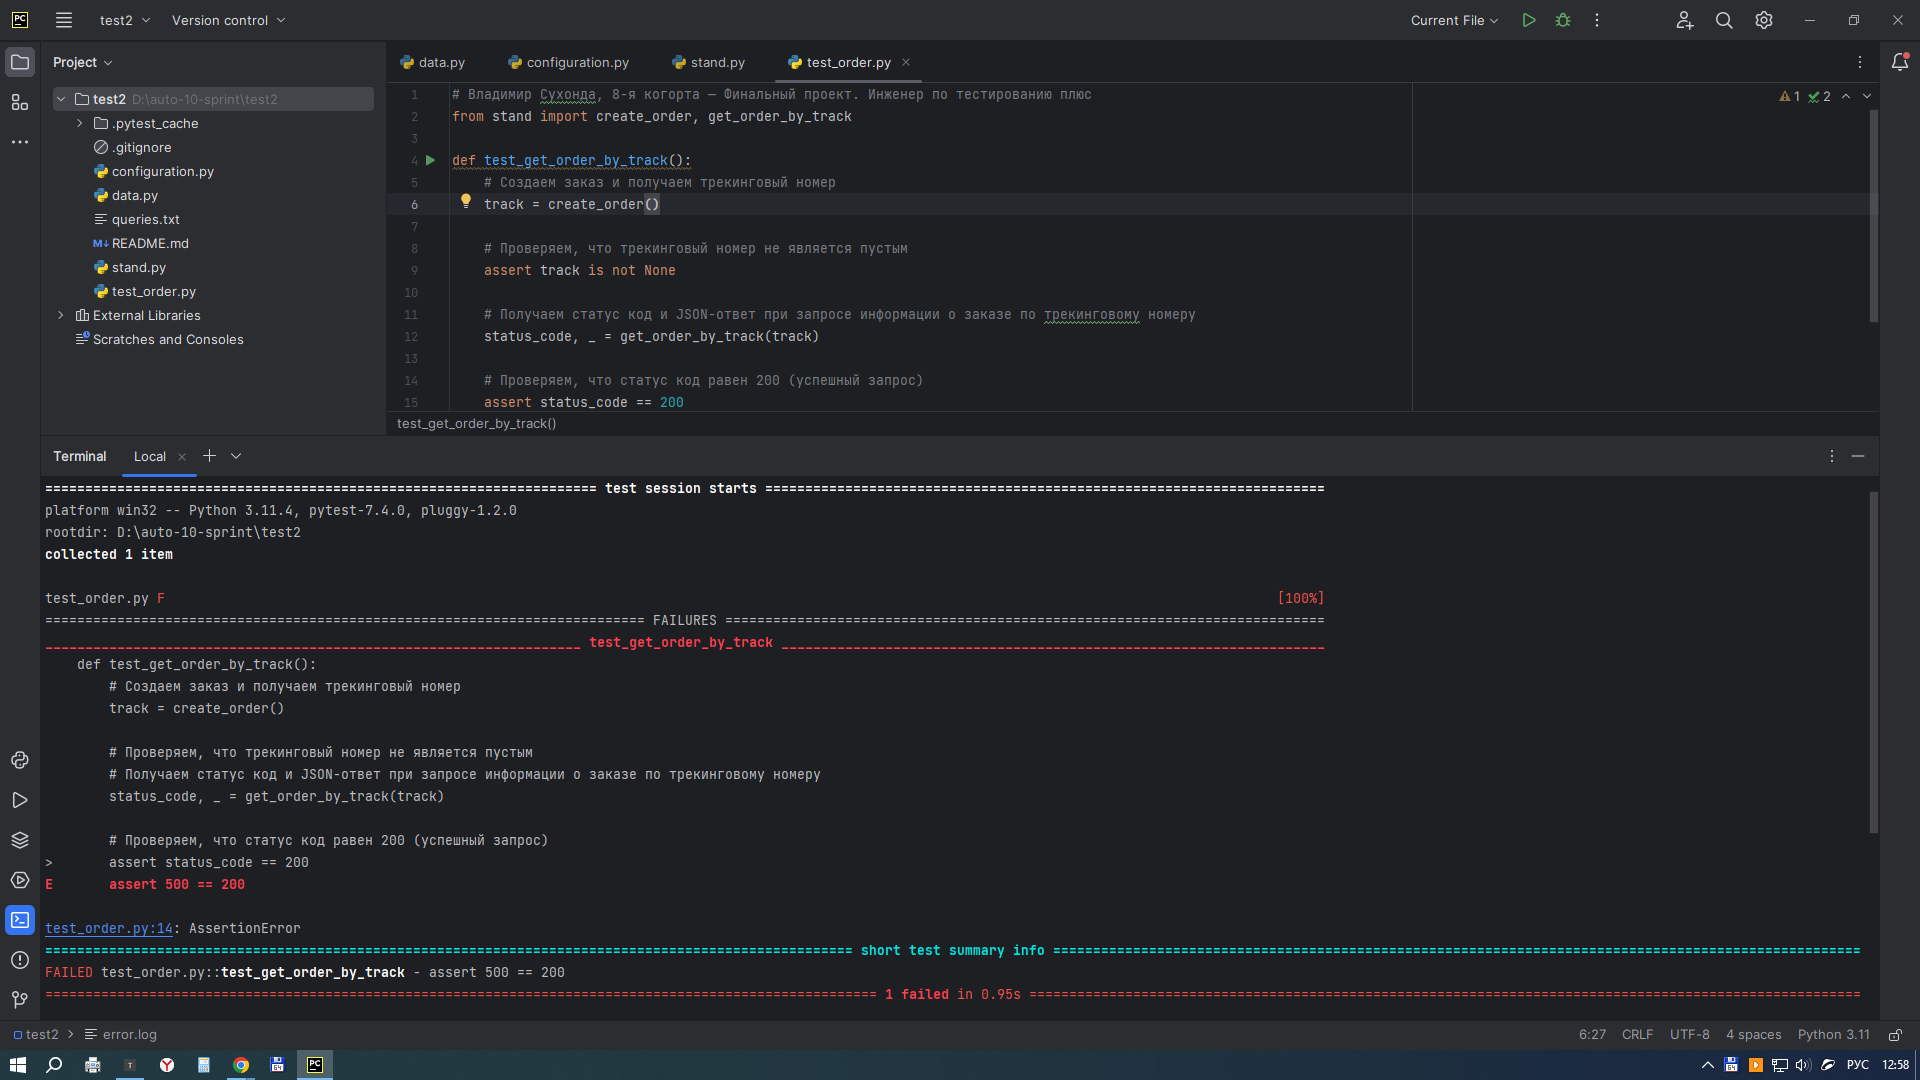 PC
test2
Version control
Current File
Project
data.py
configuration.py
stand.py
test_order.py
test2 D:\auto-10-sprint\test2
.pytest_cache
.gitignore
configuration.py
data.py
queries.txt
M↓ README.md
stand.py
test_order.py
External Libraries
Scratches and Consoles
1 # Владимир Сухонда, 8-я когорта — Финальный проект. Инженер по тестированию плюс
1 2
2 from stand import create_order, get_order_by_track
3
4 def test_get_order_by_track():
5 # Создаем заказ и получаем трекинговый номер
6 track = create_order()
7
8 # Проверяем, что трекинговый номер не является пустым
9 assert track is not None
10
11 # Получаем статус код и JSON-ответ при запросе информации о заказе по трекинговому номеру
12 status_code, _ = get_order_by_track(track)
13
14 # Проверяем, что статус код равен 200 (успешный запрос)
15 assert status_code == 200
test_get_order_by_track()
Terminal Local
===================================================================== test session starts ======================================================================
platform win32 -- Python 3.11.4, pytest-7.4.0, pluggy-1.2.0
rootdir: D:\auto-10-sprint\test2
collected 1 item
test_order.py F [100%]
=========================================================================== FAILURES ===========================================================================
___________________________________________________________________ test_get_order_by_track ____________________________________________________________________
def test_get_order_by_track():
# Создаем заказ и получаем трекинговый номер
track = create_order()
# Проверяем, что трекинговый номер не является пустым
# Получаем статус код и JSON-ответ при запросе информации о заказе по трекинговому номеру
status_code, _ = get_order_by_track(track)
# Проверяем, что статус код равен 200 (успешный запрос)
> assert status_code == 200
E assert 500 == 200
test_order.py:14: AssertionError
===================================================================================================== short test summary info =====================================================================================================
FAILED test_order.py::test_get_order_by_track - assert 500 == 200
======================================================================================================== 1 failed in 0.95s ========================================================================================================
test2 > error.log
6:27 CRLF UTF-8 4 spaces Python 3.11
РУС 12:58